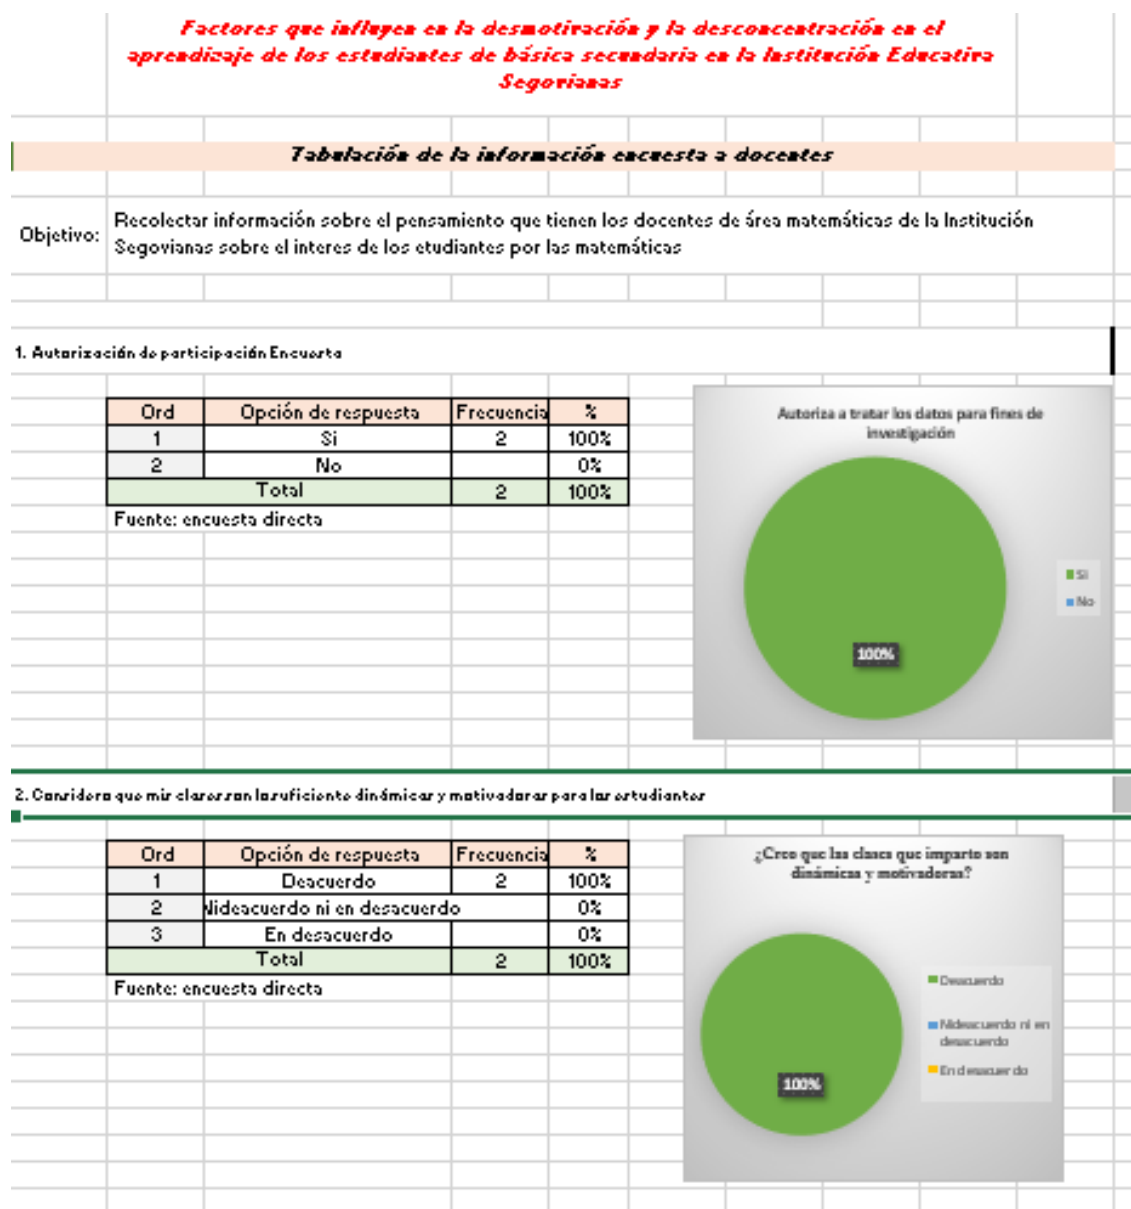 Factores que influyen en la desmotivación y la desconcentración en el
aprendizaje de los estudiantes de básica secundaria en la Institución Educativa
Segovianas
Tabulación de la información encuesta a docentes
Objetivo:
Recolectar información sobre el pensamiento que tienen los docentes de área matemáticas de la Institución
Segovianas sobre el interes de los etudiantes por las matemáticas
1. Autorización de participación Encuesta
Ord Opción de respuesta Frecuencia %
1 Si 2 100%
2 No 0%
Total 2 100%
Fuente: encuesta directa
Autoriza a tratar los datos para fines de
investigación
100%
Si
No
2. Considero que mis clases son lo suficiente dinámicas y motivadoras para los estudiantes
Ord Opción de respuesta Frecuencia %
1 Deacuerdo 2 100%
2 Nideacuerdo ni en desacuerdo 0%
3 En desacuerdo 0%
Total 2 100%
Fuente: encuesta directa
¿Creo que las clases que imparto son
dinámicas y motivadoras?
100%
Deacuerdo
Nideacuerdo ni en
desacuerdo
En desacuerdo